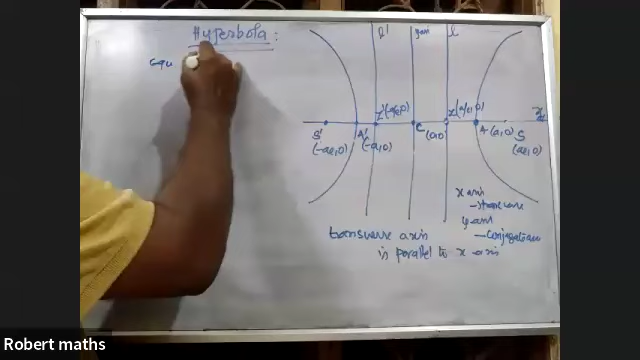 Hyperbola :
equ
l'
l
z'(-a/e,0)
z(a/e,0)
S'
(-ae,0)
A'
(-a,0)
C
(0,0)
A (a,0)
S
(ae,0)
x axis
- transverse
y axis
- conjugate axis
transverse axis
is parallel to x axis
Robert maths